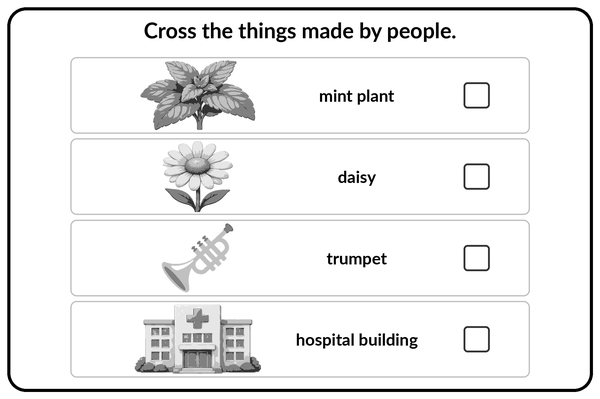 Cross the things made by people.
mint plant
daisy
trumpet
hospital building